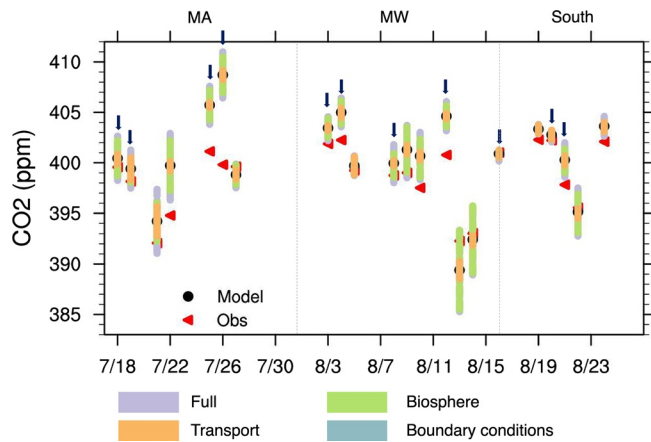 MA MW South
CO2 (ppm)
410
405
400
395
390
385
Model
Obs
7/18 7/22 7/26 7/30 8/3 8/7 8/11 8/15 8/19 8/23
Full Biosphere
Transport Boundary conditions